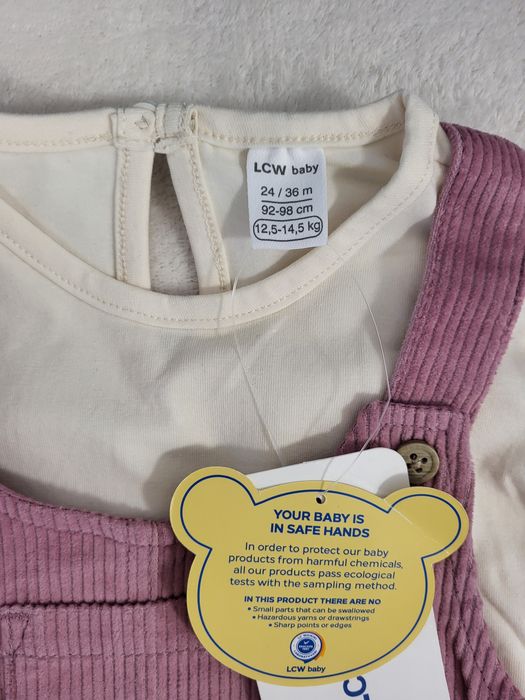 LCW baby
24 / 36 m
92-98 cm
12,5-14,5 kg
YOUR BABY IS
IN SAFE HANDS
In order to protect our baby
products from harmful chemicals,
all our products pass ecological
tests with the sampling method.
IN THIS PRODUCT THERE ARE NO
• Small parts that can be swallowed
• Hazardous yarns or drawstrings
• Sharp points or edges
LCW baby